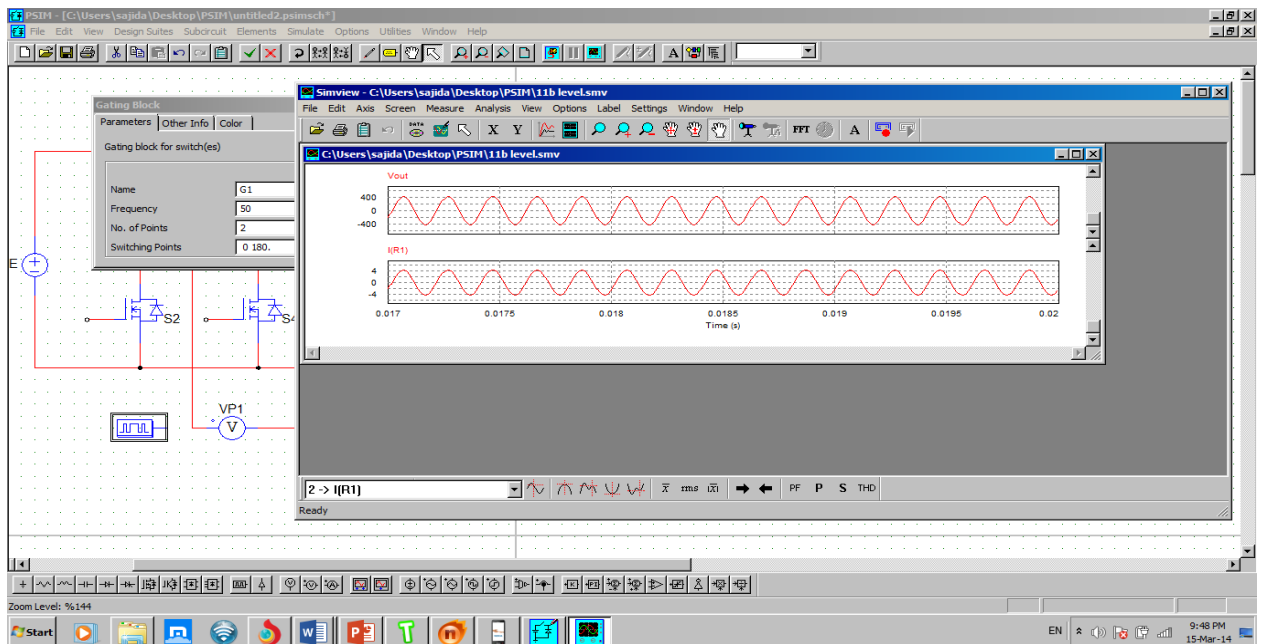 PSIM - [C:\Users\sajida\Desktop\PSIM\untitled2.psimsch*]
File Edit View Design Suites Subcircuit Elements Simulate Options Utilities Window Help
A
Gating Block
Parameters Other Info Color
Gating block for switch(es)
Name G1
Frequency 50
No. of Points 2
Switching Points 0 180.
E
S2
S4
VP1
V
Simview - C:\Users\sajida\Desktop\PSIM\11b level.smv
File Edit Axis Screen Measure Analysis View Options Label Settings Window Help
DATA X Y FFT A
C:\Users\sajida\Desktop\PSIM\11b level.smv
Vout
400
0
-400
I(R1)
4
0
-4
0.017 0.0175 0.018 0.0185 0.019 0.0195 0.02
Time (s)
2 -> I(R1) x rms |x| PF P S THD
Ready
Zoom Level: %144
Start EN 9:48 PM
15-Mar-14